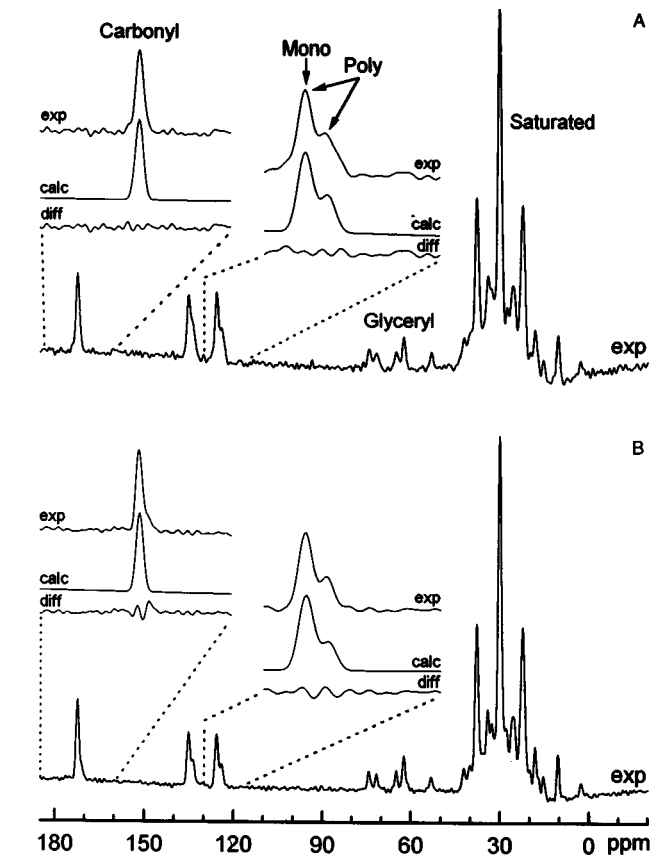 A
Carbonyl
Mono
Poly
exp
Saturated
exp
calc
calc
diff
diff
Glyceryl
exp
B
exp
exp
calc
calc
diff
diff
exp
180 150 120 90 60 30 0 ppm